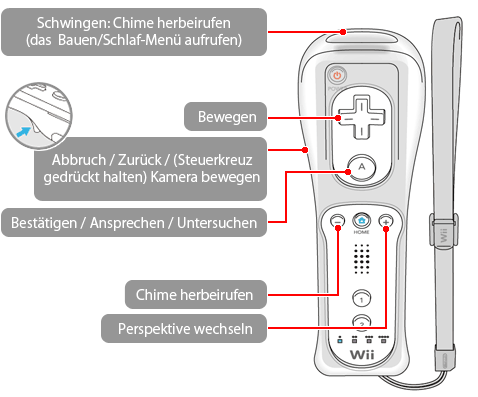 Schwingen: Chime herbeirufen
(das Bauen/Schlaf-Menü aufrufen)
POWER
Bewegen
Abbruch / Zurück / (Steuerkreuz
gedrückt halten) Kamera bewegen
A
Bestätigen / Ansprechen / Untersuchen
−
+
HOME
Wii
Chime herbeirufen
1
Perspektive wechseln
2
Wii